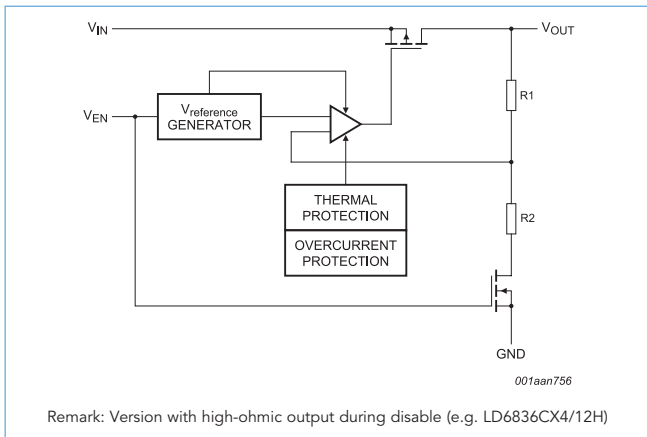 VIN
VOUT
R1
VEN
Vreference
GENERATOR
THERMAL
PROTECTION
R2
OVERCURRENT
PROTECTION
GND
001aan756
Remark: Version with high-ohmic output during disable (e.g. LD6836CX4/12H)